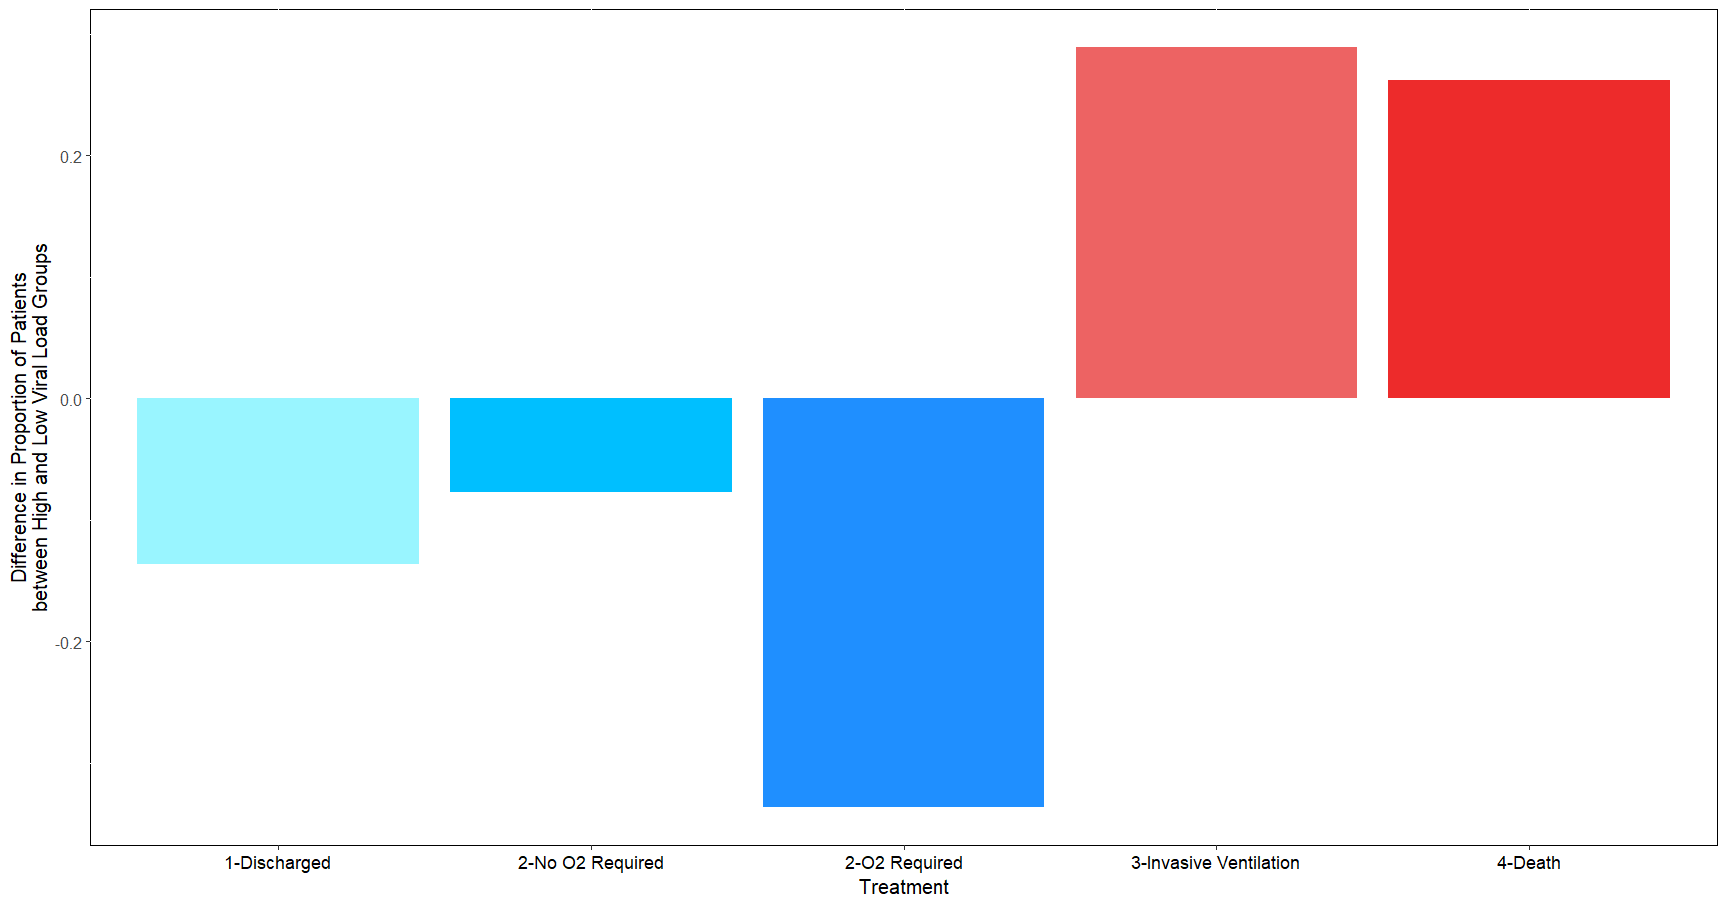 Difference in Proportion of Patients
between High and Low Viral Load Groups
0.2
0.0
-0.2
1-Discharged
2-No O2 Required
2-O2 Required
3-Invasive Ventilation
4-Death
Treatment